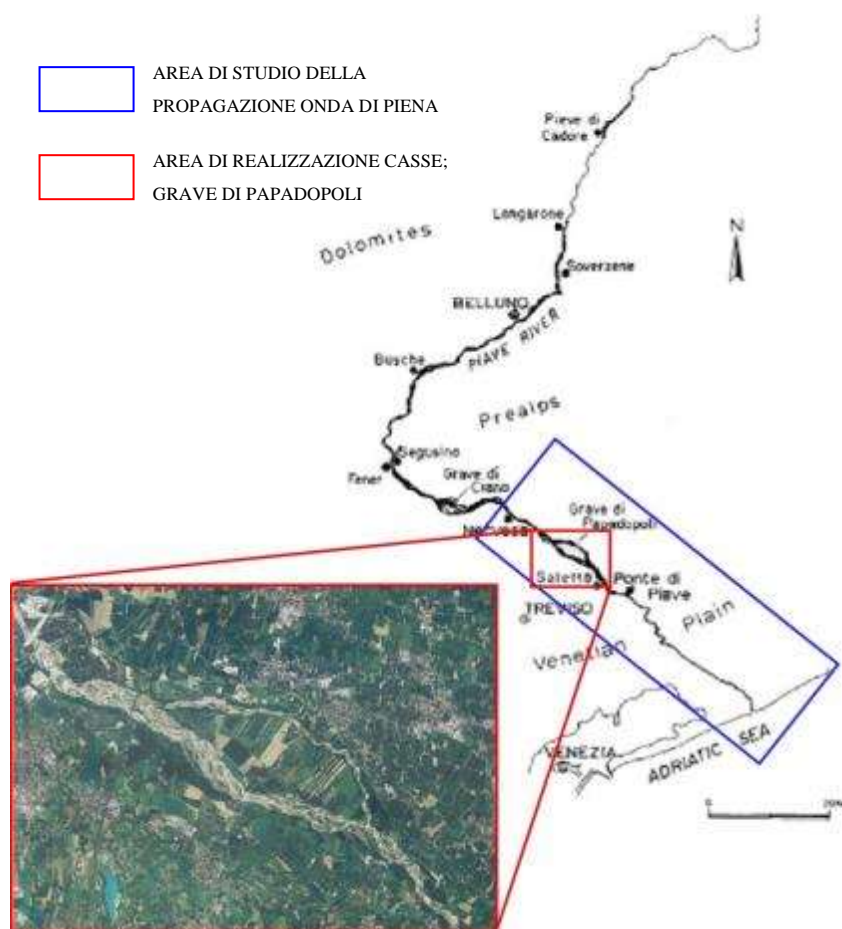 AREA DI STUDIO DELLA
PROPAGAZIONE ONDA DI PIENA
AREA DI REALIZZAZIONE CASSE;
GRAVE DI PAPADOPOLI
Pieve di
Cadore
Longarone
Dolomites
N
Soverzene
BELLUNO
PIAVE RIVER
Busche
Prealps
Segusino
Fener
Grave di
Ciano
Grave di
Papadopoli
Saletto
Ponte di
Piave
TREVISO
Plain
Venetian
VENEZIA
ADRIATIC SEA
0